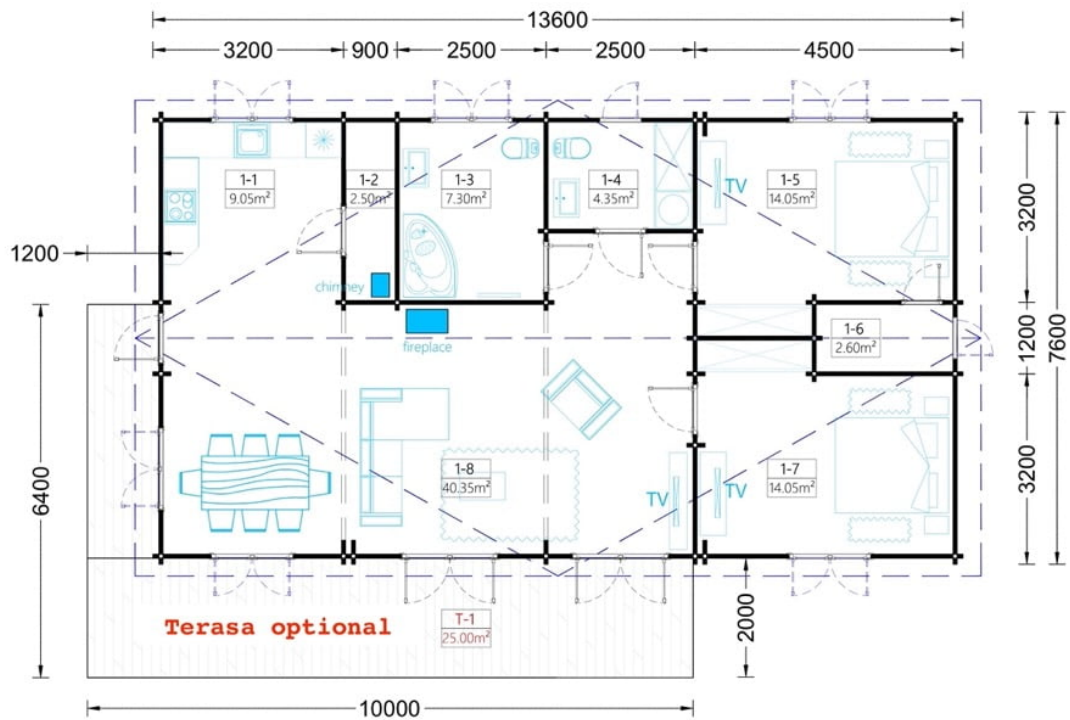 13600
3200 900 2500 2500 4500
1-1
9.05m²
1-2
2.50m²
1-3
7.30m²
1-4
4.35m²
TV
1-5
14.05m²
3200
7600
1200
chimney
fireplace
1-6
2.60m²
1200
6400
1-8
40.35m²
TV
TV
1-7
14.05m²
3200
Terasa optional
T-1
25.00m²
2000
10000